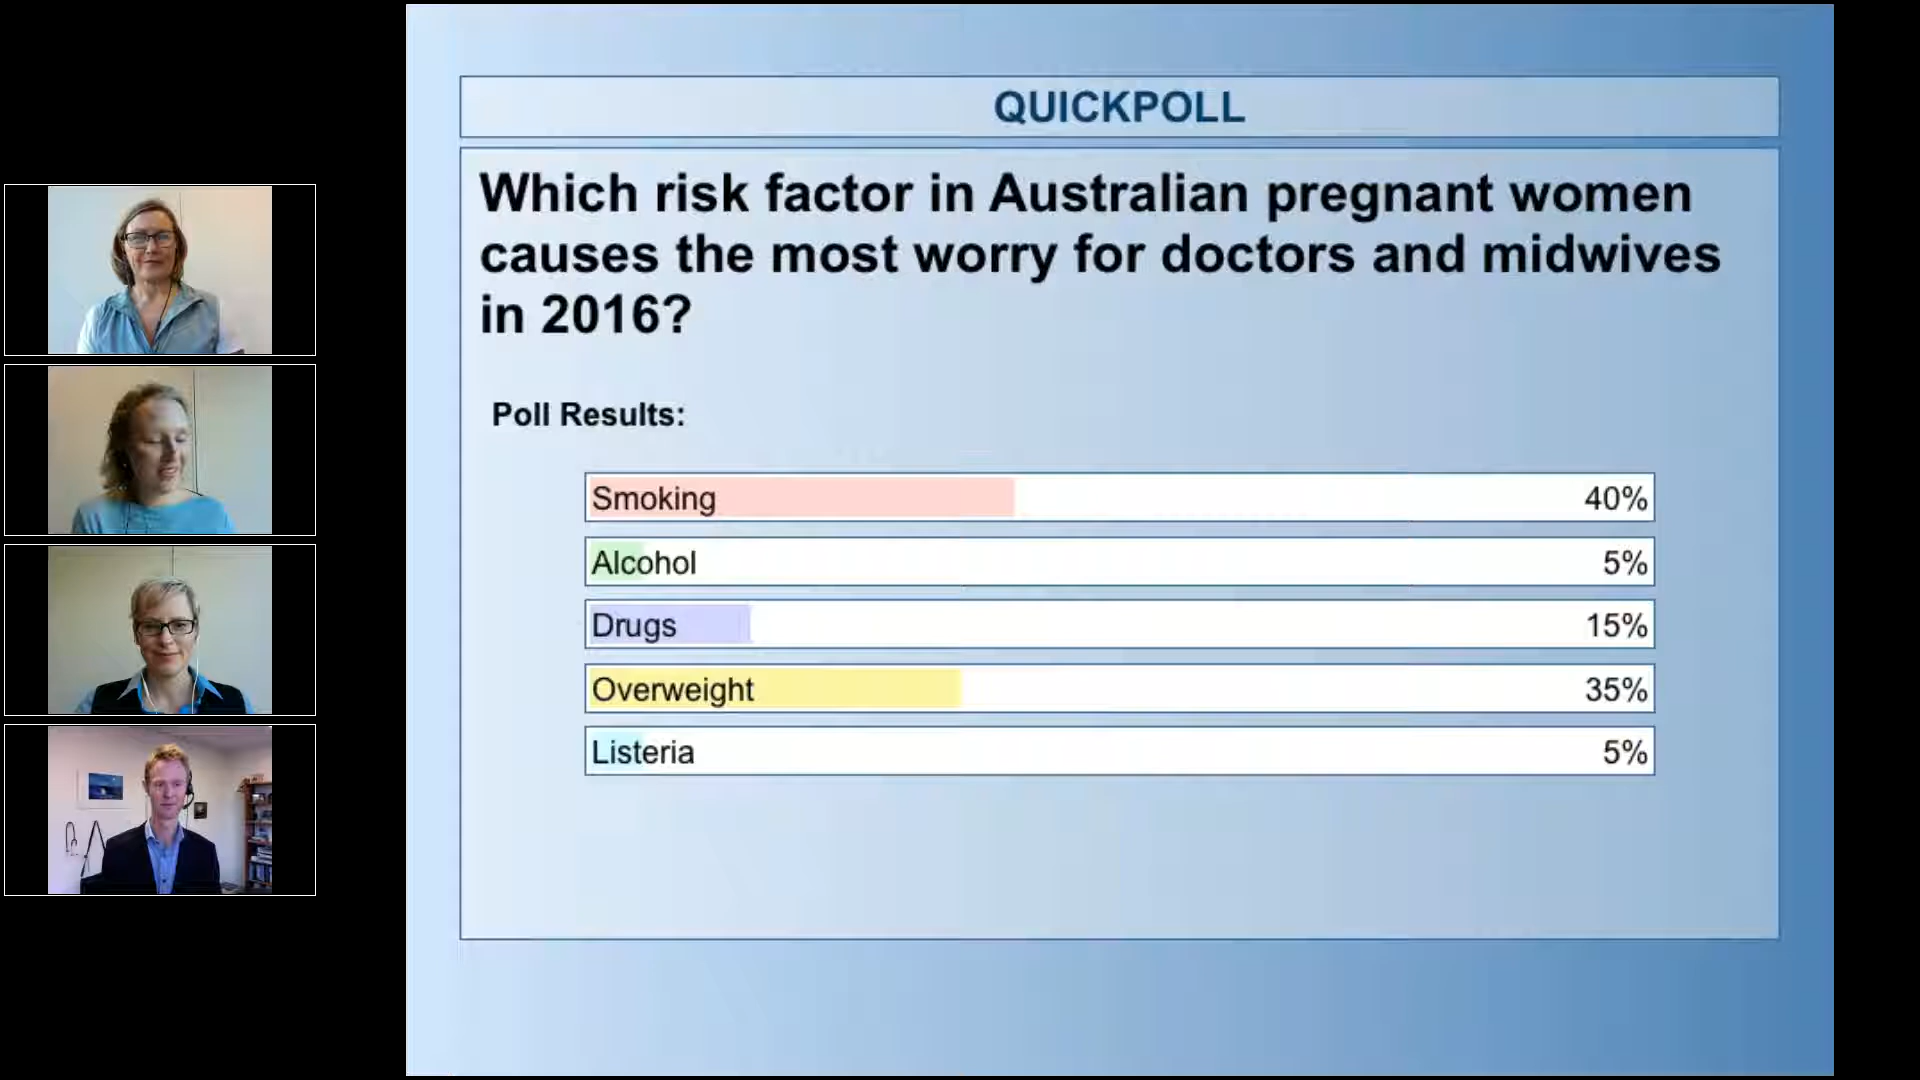 QUICKPOLL
Which risk factor in Australian pregnant women
causes the most worry for doctors and midwives
in 2016?
Poll Results:
Smoking 40%
Alcohol 5%
Drugs 15%
Overweight 35%
Listeria 5%